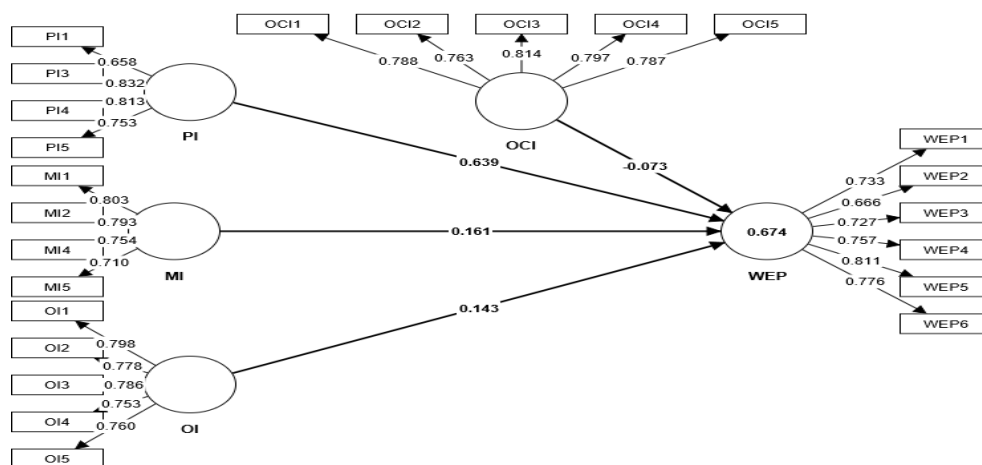 OCI1 OCI2 OCI3 OCI4 OCI5
0.788 0.763 0.814 0.797 0.787
OCI
PI1
PI3
PI4
PI5
0.658
0.832
0.813
0.753
PI
MI1
MI2
MI4
MI5
0.803
0.793
0.754
0.710
MI
OI1
OI2
OI3
OI4
OI5
0.798
0.778
0.786
0.753
0.760
OI
0.639
-0.073
0.161
0.143
0.674
WEP
0.733
0.666
0.727
0.757
0.811
0.776
WEP1
WEP2
WEP3
WEP4
WEP5
WEP6